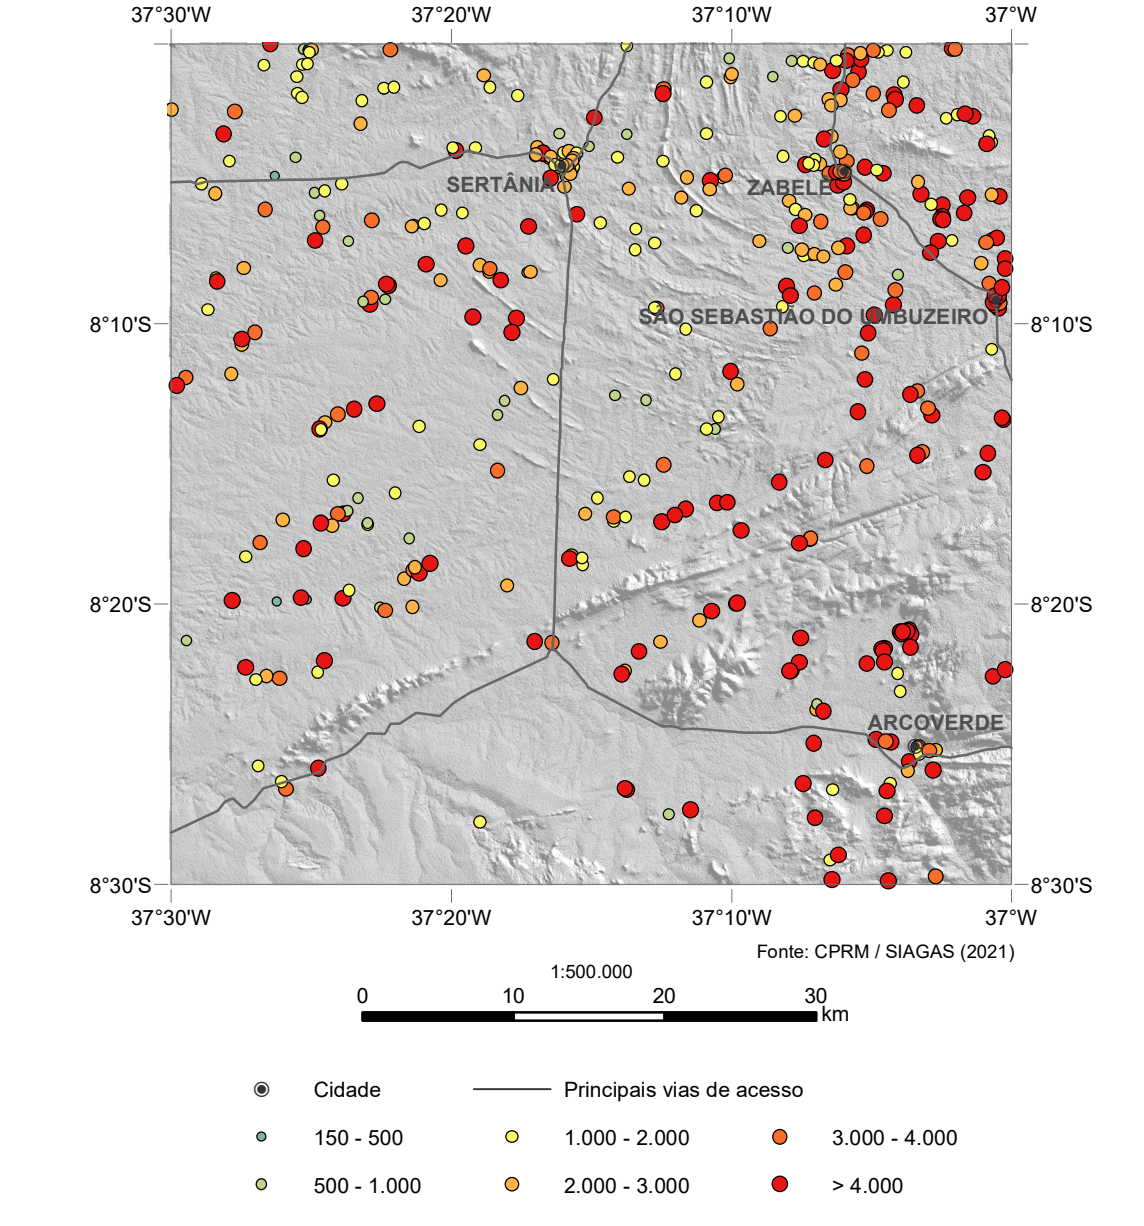 37°30'W 37°20'W 37°10'W 37°W
SERTÂNIA
ZABELÊ
8°10'S SÃO SEBASTIÃO DO UMBUZEIRO 8°10'S
8°20'S 8°20'S
ARCOVERDE
8°30'S 8°30'S
37°30'W 37°20'W 37°10'W 37°W
Fonte: CPRM / SIAGAS (2021)
1:500.000
0 10 20 30
km
Cidade Principais vias de acesso
150 - 500 1.000 - 2.000 3.000 - 4.000
500 - 1.000 2.000 - 3.000 > 4.000